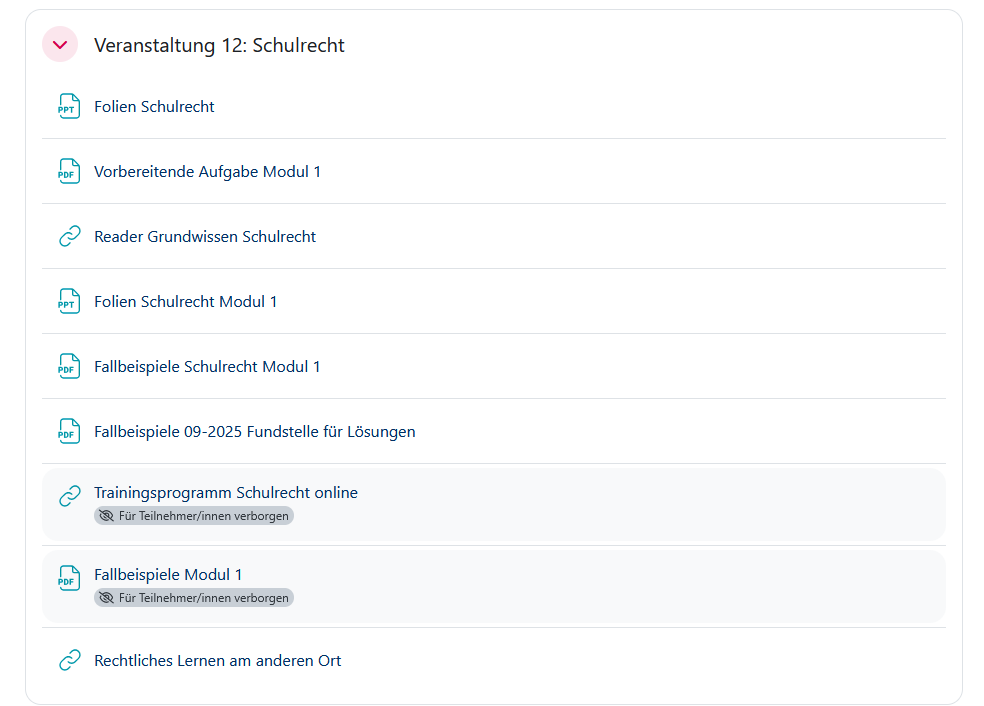 Veranstaltung 12: Schulrecht
PPT
Folien Schulrecht
PDF
Vorbereitende Aufgabe Modul 1
Reader Grundwissen Schulrecht
PPT
Folien Schulrecht Modul 1
PDF
Fallbeispiele Schulrecht Modul 1
PDF
Fallbeispiele 09-2025 Fundstelle für Lösungen
Trainingsprogramm Schulrecht online
Für Teilnehmer/innen verborgen
PDF
Fallbeispiele Modul 1
Für Teilnehmer/innen verborgen
Rechtliches Lernen am anderen Ort